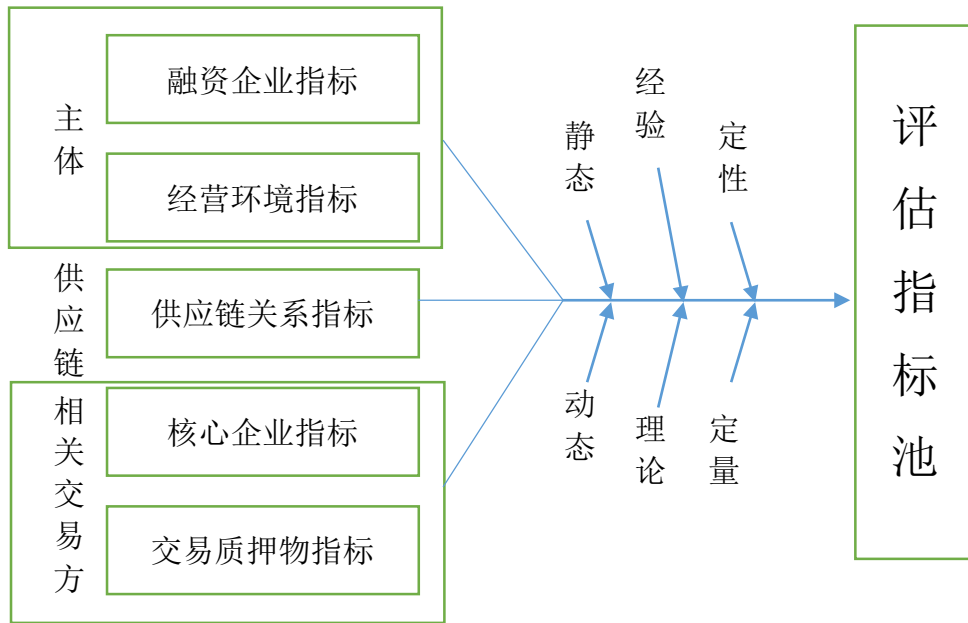 主体
融资企业指标
经营环境指标
供应链
供应链关系指标
相关交易方
核心企业指标
交易质押物指标
静态
经验
定性
动态
理论
定量
评估指标池